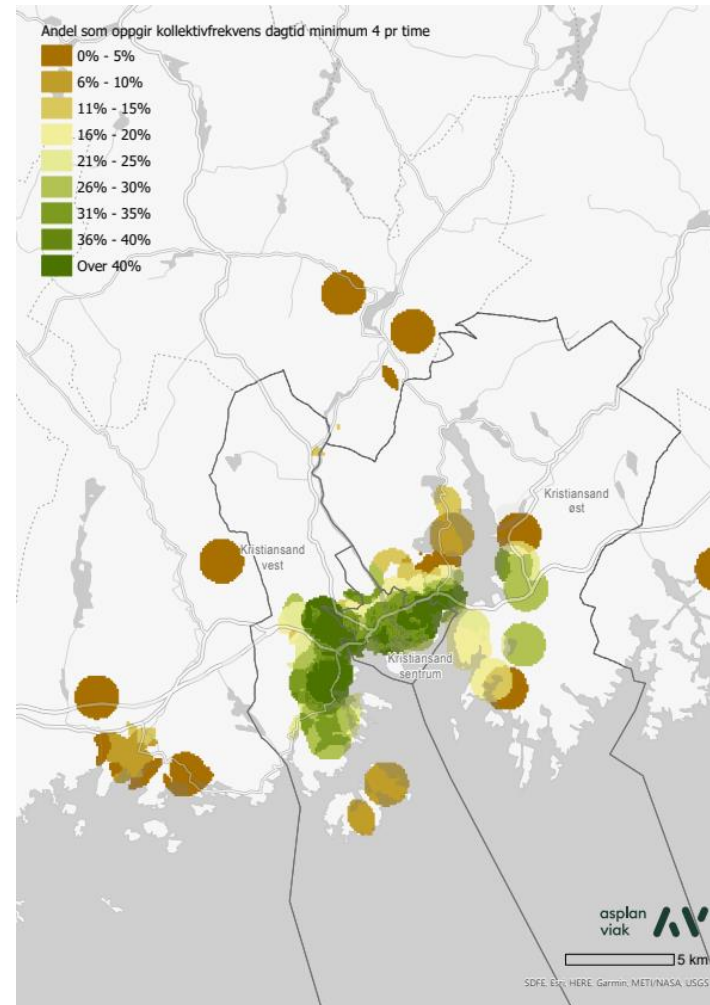 Andel som oppgir kollektivfrekvens dagtid minimum 4 pr time
0% - 5%
6% - 10%
11% - 15%
16% - 20%
21% - 25%
26% - 30%
31% - 35%
36% - 40%
Over 40%
Kristiansand
øst
Kristiansand
vest
Kristiansand
sentrum
asplan
viak
5 km
SDFE, Esri, HERE, Garmin, METI/NASA, USGS